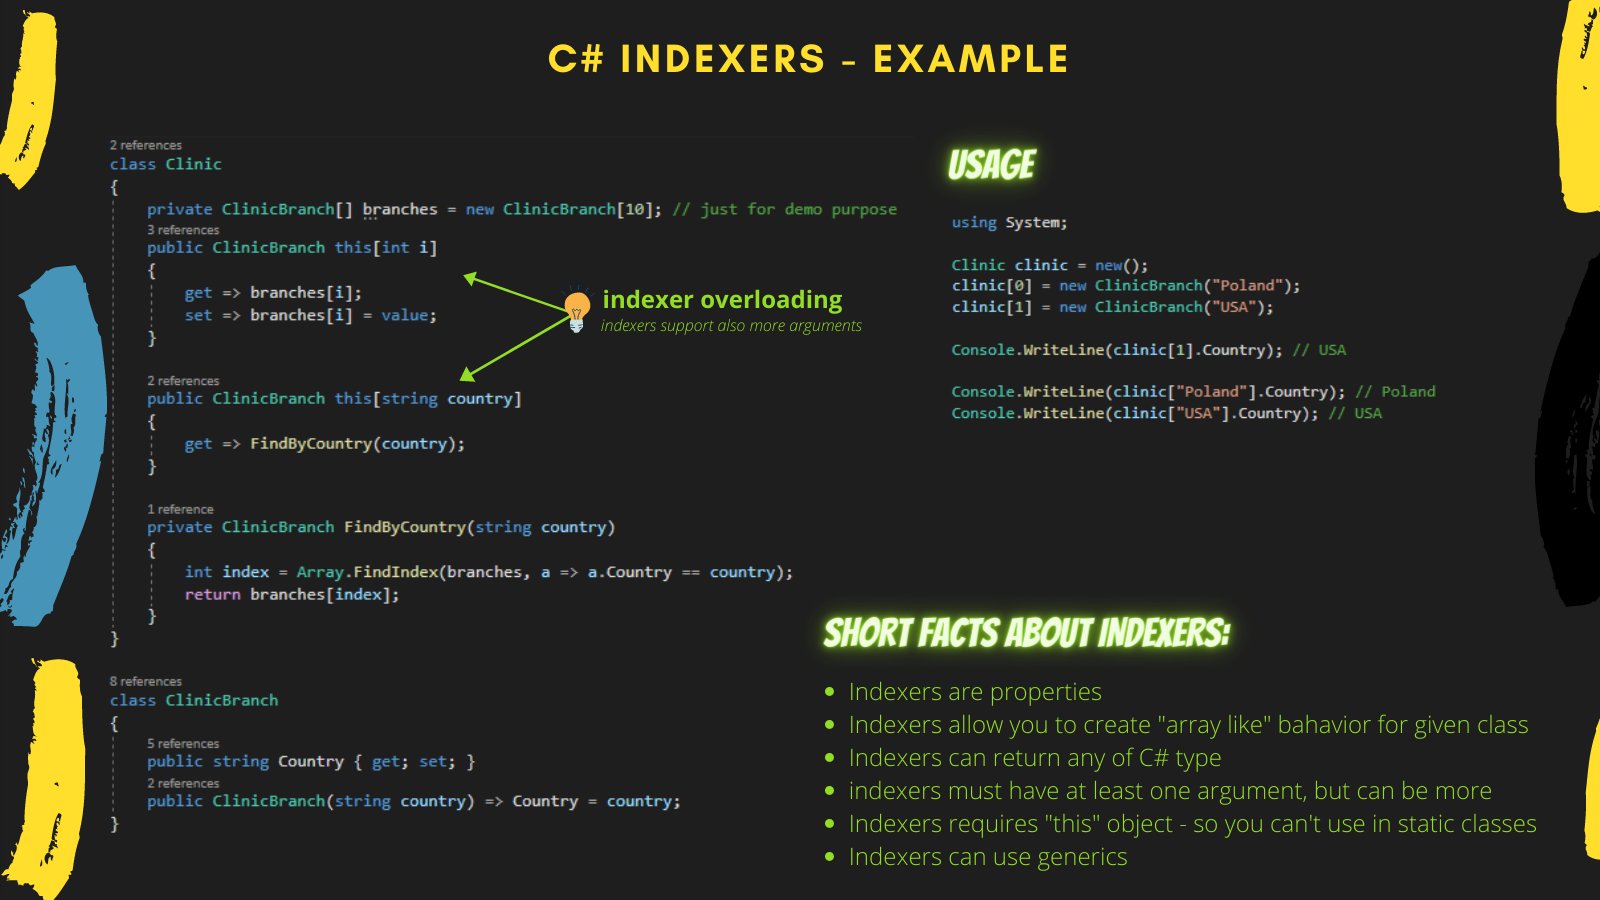 C# INDEXERS - EXAMPLE
2 references
class Clinic
{
private ClinicBranch[] branches = new ClinicBranch[10]; // just for demo purpose
3 references
public ClinicBranch this[int i]
{
get => branches[i];
set => branches[i] = value;
}
2 references
public ClinicBranch this[string country]
{
get => FindByCountry(country);
}
1 reference
private ClinicBranch FindByCountry(string country)
{
int index = Array.FindIndex(branches, a => a.Country == country);
return branches[index];
}
}
8 references
class ClinicBranch
{
5 references
public string Country { get; set; }
2 references
public ClinicBranch(string country) => Country = country;
}
indexer overloading
indexers support also more arguments
USAGE
using System;
Clinic clinic = new();
clinic[0] = new ClinicBranch("Poland");
clinic[1] = new ClinicBranch("USA");
Console.WriteLine(clinic[1].Country); // USA
Console.WriteLine(clinic["Poland"].Country); // Poland
Console.WriteLine(clinic["USA"].Country); // USA
SHORT FACTS ABOUT INDEXERS:
• Indexers are properties
• Indexers allow you to create "array like" bahavior for given class
• Indexers can return any of C# type
• indexers must have at least one argument, but can be more
• Indexers requires "this" object - so you can't use in static classes
• Indexers can use generics